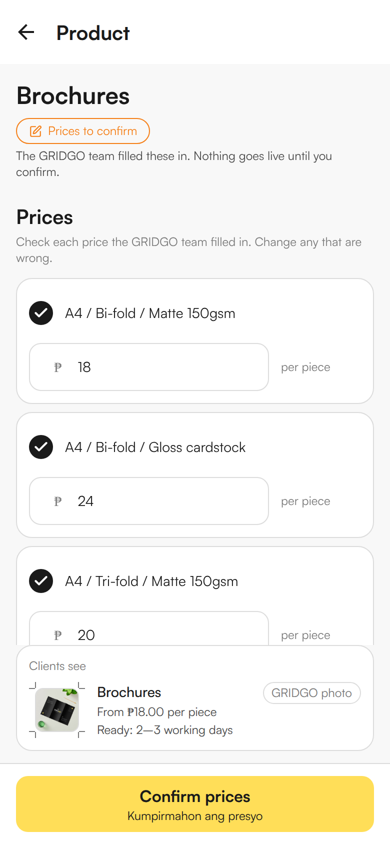 Product
Brochures
Prices to confirm
The GRIDGO team filled these in. Nothing goes live until you
confirm.
Prices
Check each price the GRIDGO team filled in. Change any that are
wrong.
A4 / Bi-fold / Matte 150gsm
₱ 18 per piece
A4 / Bi-fold / Gloss cardstock
₱ 24 per piece
A4 / Tri-fold / Matte 150gsm
₱ 20 per piece
Clients see
Brochures GRIDGO photo
From ₱18.00 per piece
Ready: 2–3 working days
Confirm prices
Kumpirmahon ang presyo